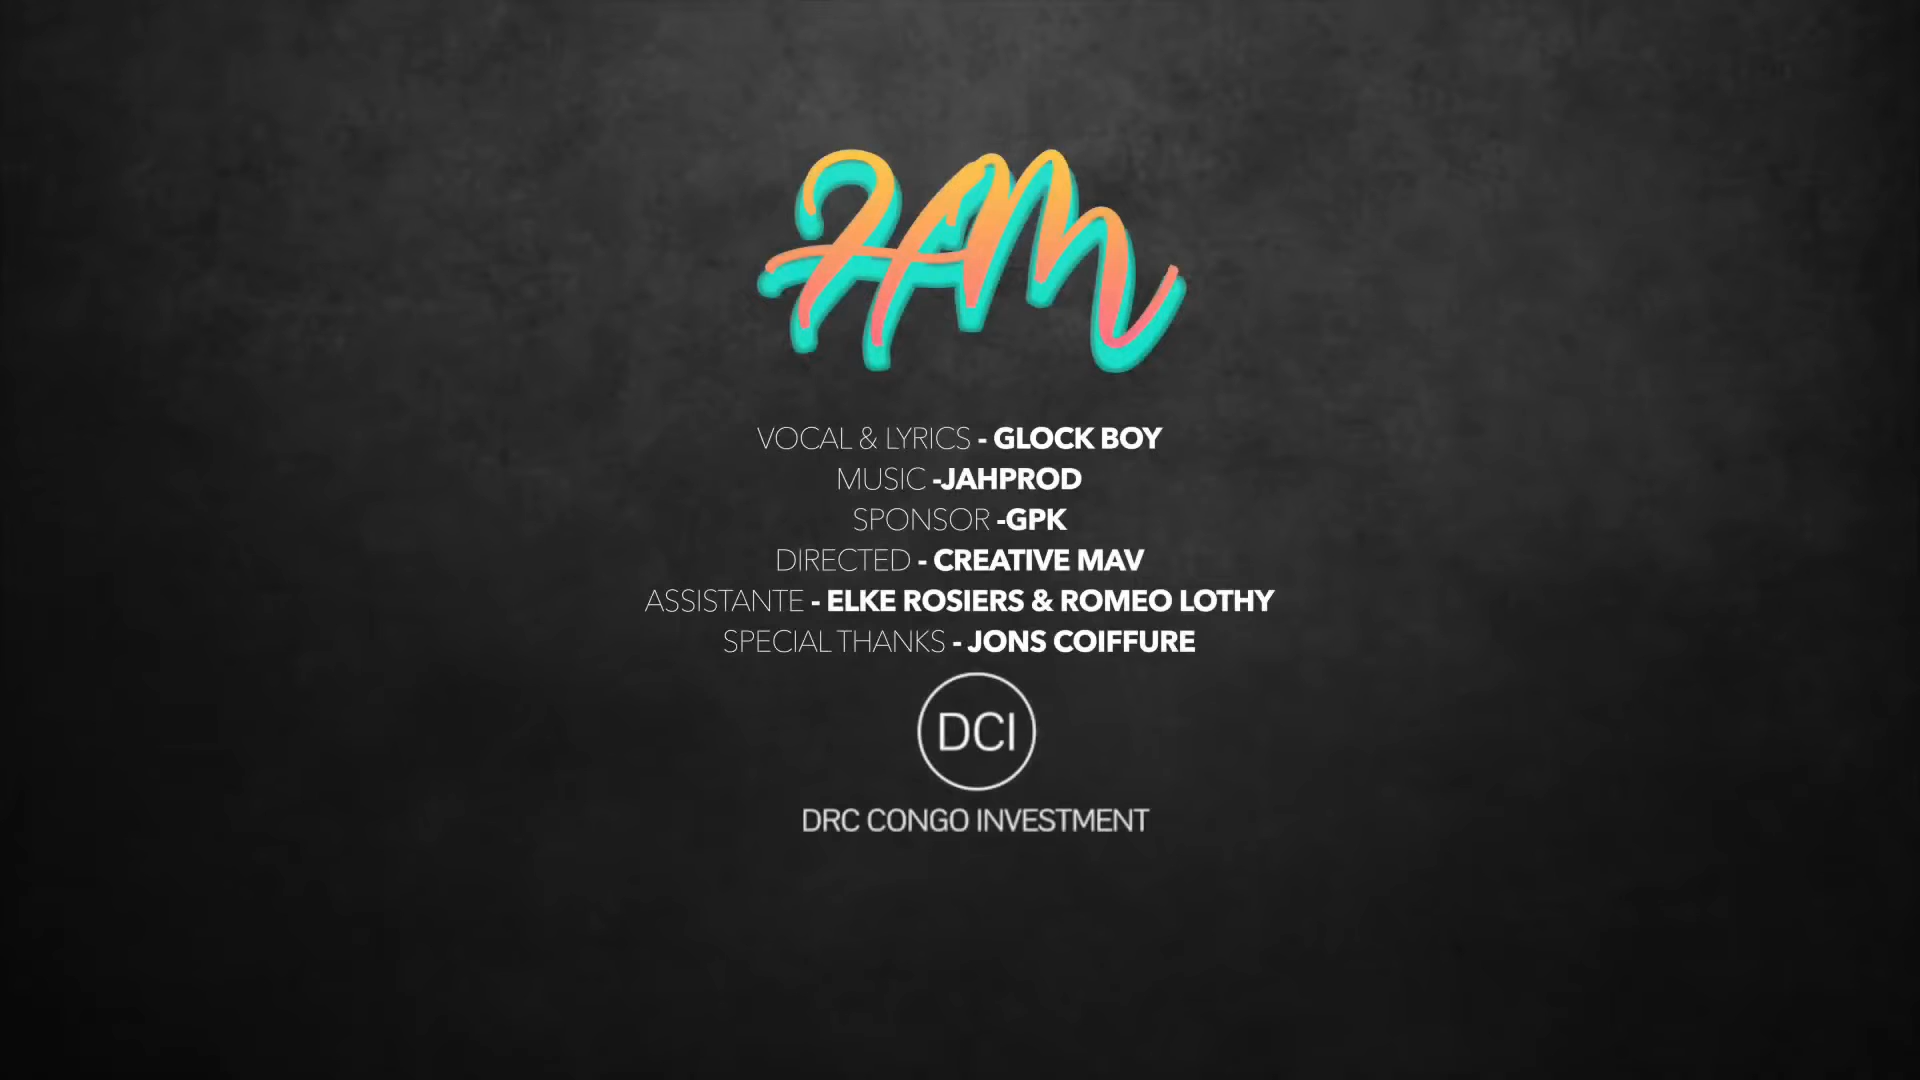 HAM
VOCAL & LYRICS - GLOCK BOY
MUSIC -JAHPROD
SPONSOR -GPK
DIRECTED - CREATIVE MAV
ASSISTANTE - ELKE ROSIERS & ROMEO LOTHY
SPECIAL THANKS - JONS COIFFURE
DCI
DRC CONGO INVESTMENT